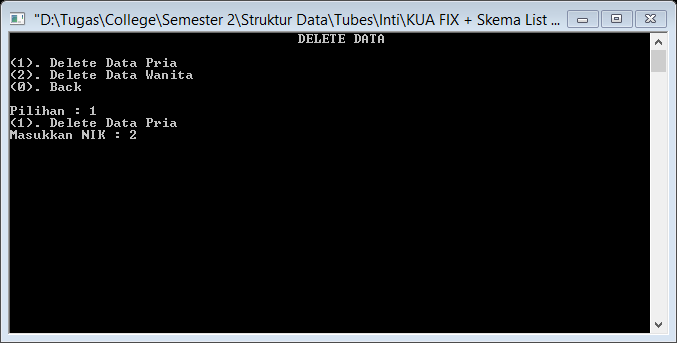 "D:\Tugas\College\Semester 2\Struktur Data\Tubes\Inti\KUA FIX + Skema List ...
DELETE DATA
(1). Delete Data Pria
(2). Delete Data Wanita
(0). Back
Pilihan : 1
(1). Delete Data Pria
Masukkan NIK : 2